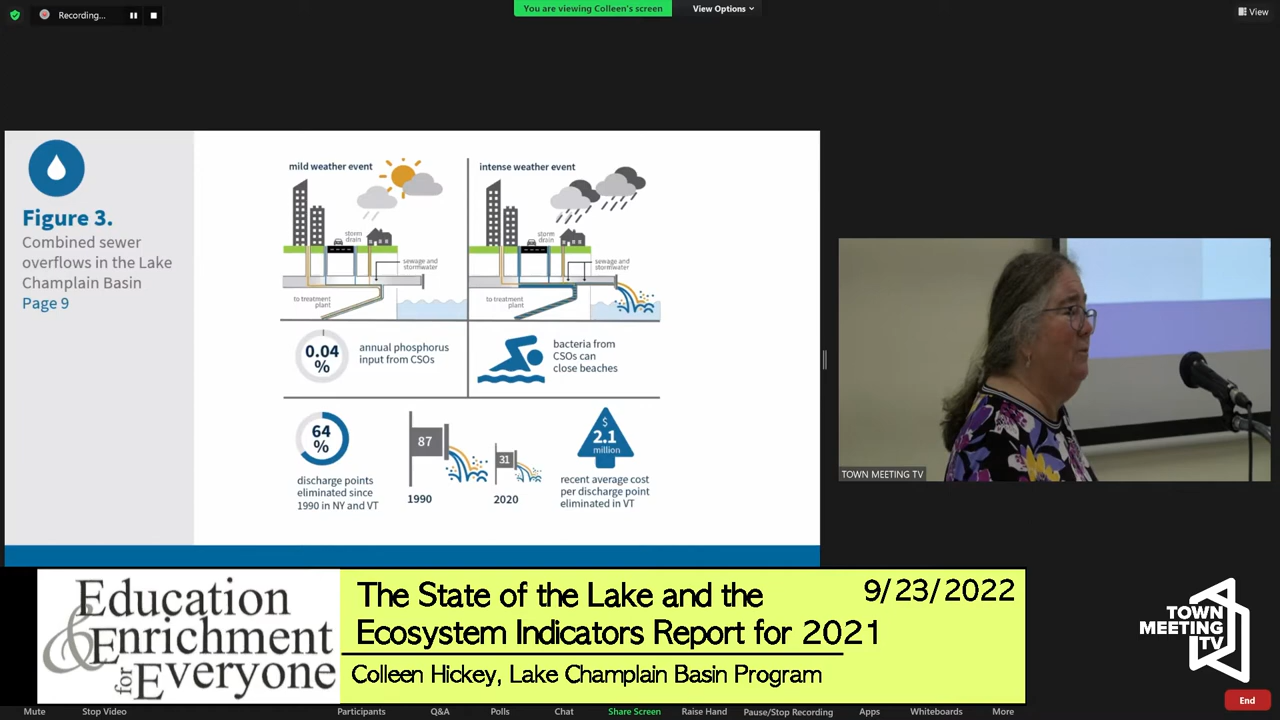 Recording...
You are viewing Colleen's screen
View Options
View
Figure 3.
Combined sewer
overflows in the Lake
Champlain Basin
Page 9
mild weather event
storm
drain
sewage and
stormwater
to treatment
plant
intense weather event
storm
drain
sewage and
stormwater
to treatment
plant
0.04
%
annual phosphorus
input from CSOs
bacteria from
CSOs can
close beaches
64
%
discharge points
eliminated since
1990 in NY and VT
87
1990
31
2020
$
2.1
million
recent average cost
per discharge point
eliminated in VT
TOWN MEETING TV
Education
& Enrichment
for Everyone
The State of the Lake and the
Ecosystem Indicators Report for 2021
9/23/2022
Colleen Hickey, Lake Champlain Basin Program
TOWN
MEETING
TV
End
Mute
Stop Video
Participants
Q&A
Polls
Chat
Share Screen
Raise Hand
Pause/Stop Recording
Apps
Whiteboards
More